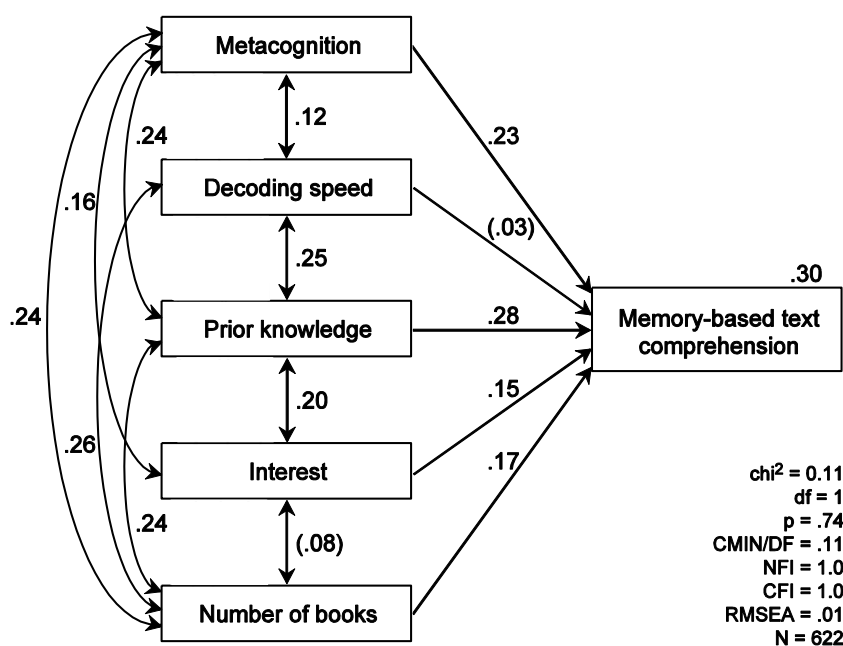 Metacognition
.12
.24
.23
Decoding speed
.16
(.03)
.25
.30
.24
Prior knowledge
.28
Memory-based text
comprehension
.20
.15
.26
Interest
.17
.24
(.08)
Number of books
chi2 = 0.11
df = 1
p = .74
CMIN/DF = .11
NFI = 1.0
CFI = 1.0
RMSEA = .01
N = 622